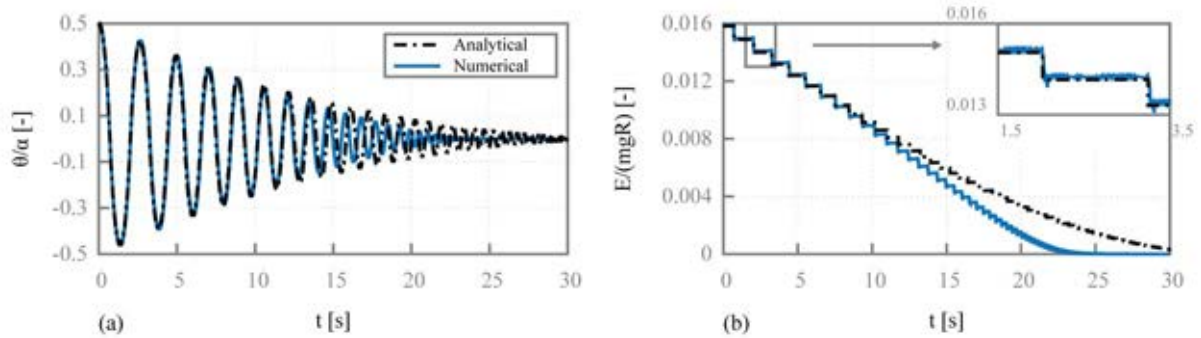 0.5
0.3
0.1
-0.1
-0.3
-0.5
θ/α [-]
Analytical
Numerical
0 5 10 15 20 25 30
(a) t [s]
0.016
0.012
0.008
0.004
0
E/(mgR) [-]
0.016
0.013
1.5 3.5
0 5 10 15 20 25 30
(b) t [s]